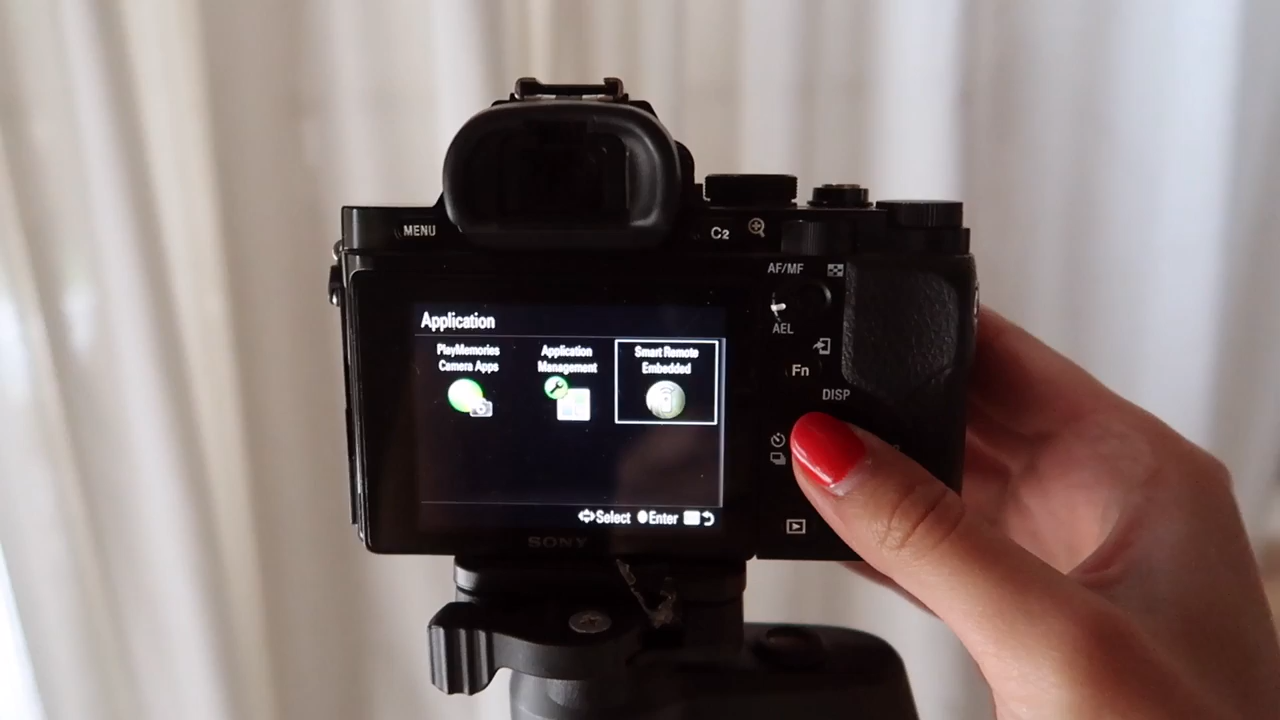 MENU
C2
AF/MF
AEL
Fn
DISP
Application
PlayMemories
Camera Apps
Application
Management
Smart Remote
Embedded
Select
Enter
SONY